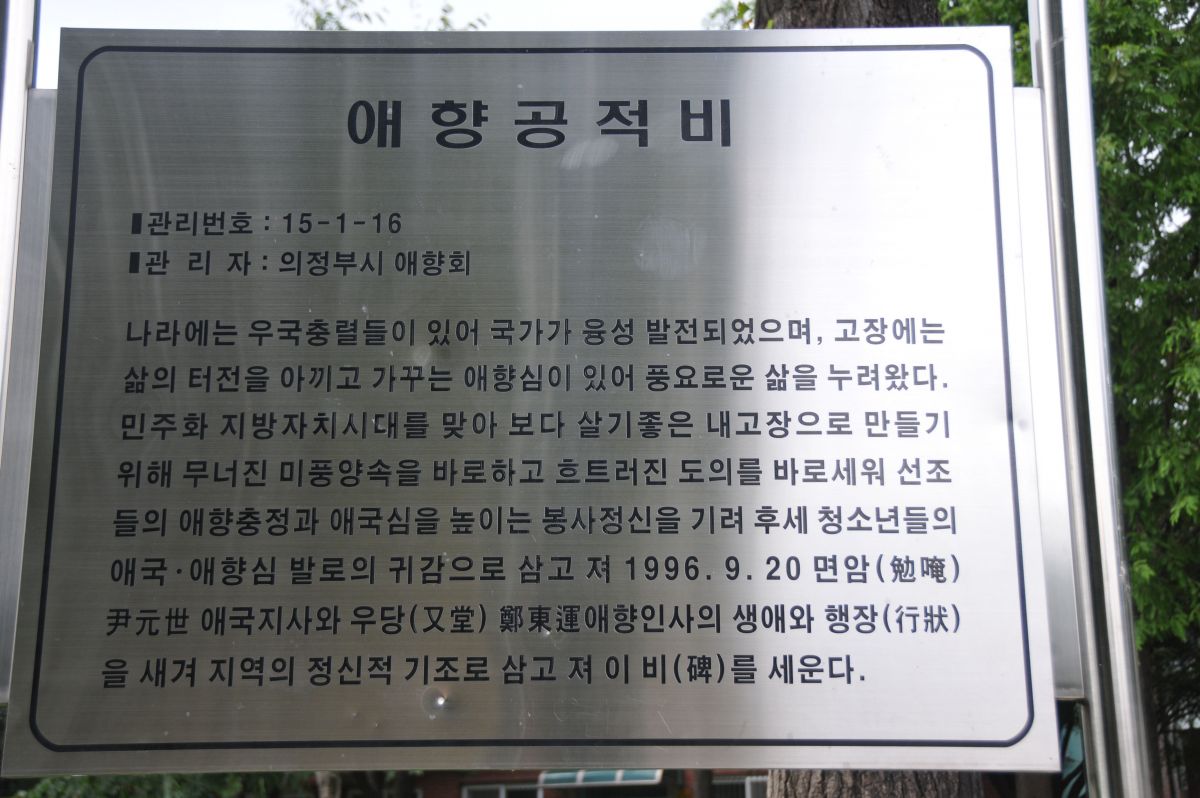 애향공적비
▮관리번호 : 15-1-16
▮관 리 자 : 의정부시 애향회
나라에는 우국충렬들이 있어 국가가 융성 발전되었으며, 고장에는
삶의 터전을 아끼고 가꾸는 애향심이 있어 풍요로운 삶을 누려왔다.
민주화 지방자치시대를 맞아 보다 살기좋은 내고장으로 만들기
위해 무너진 미풍양속을 바로하고 흐트러진 도의를 바로세워 선조
들의 애향충정과 애국심을 높이는 봉사정신을 기려 후세 청소년들의
애국·애향심 발로의 귀감으로 삼고 져 1996. 9. 20 면암(勉唵)
尹元世 애국지사와 우당(又堂) 鄭東運애향인사의 생애와 행장(行狀)
을 새겨 지역의 정신적 기조로 삼고 져 이 비(碑)를 세운다.